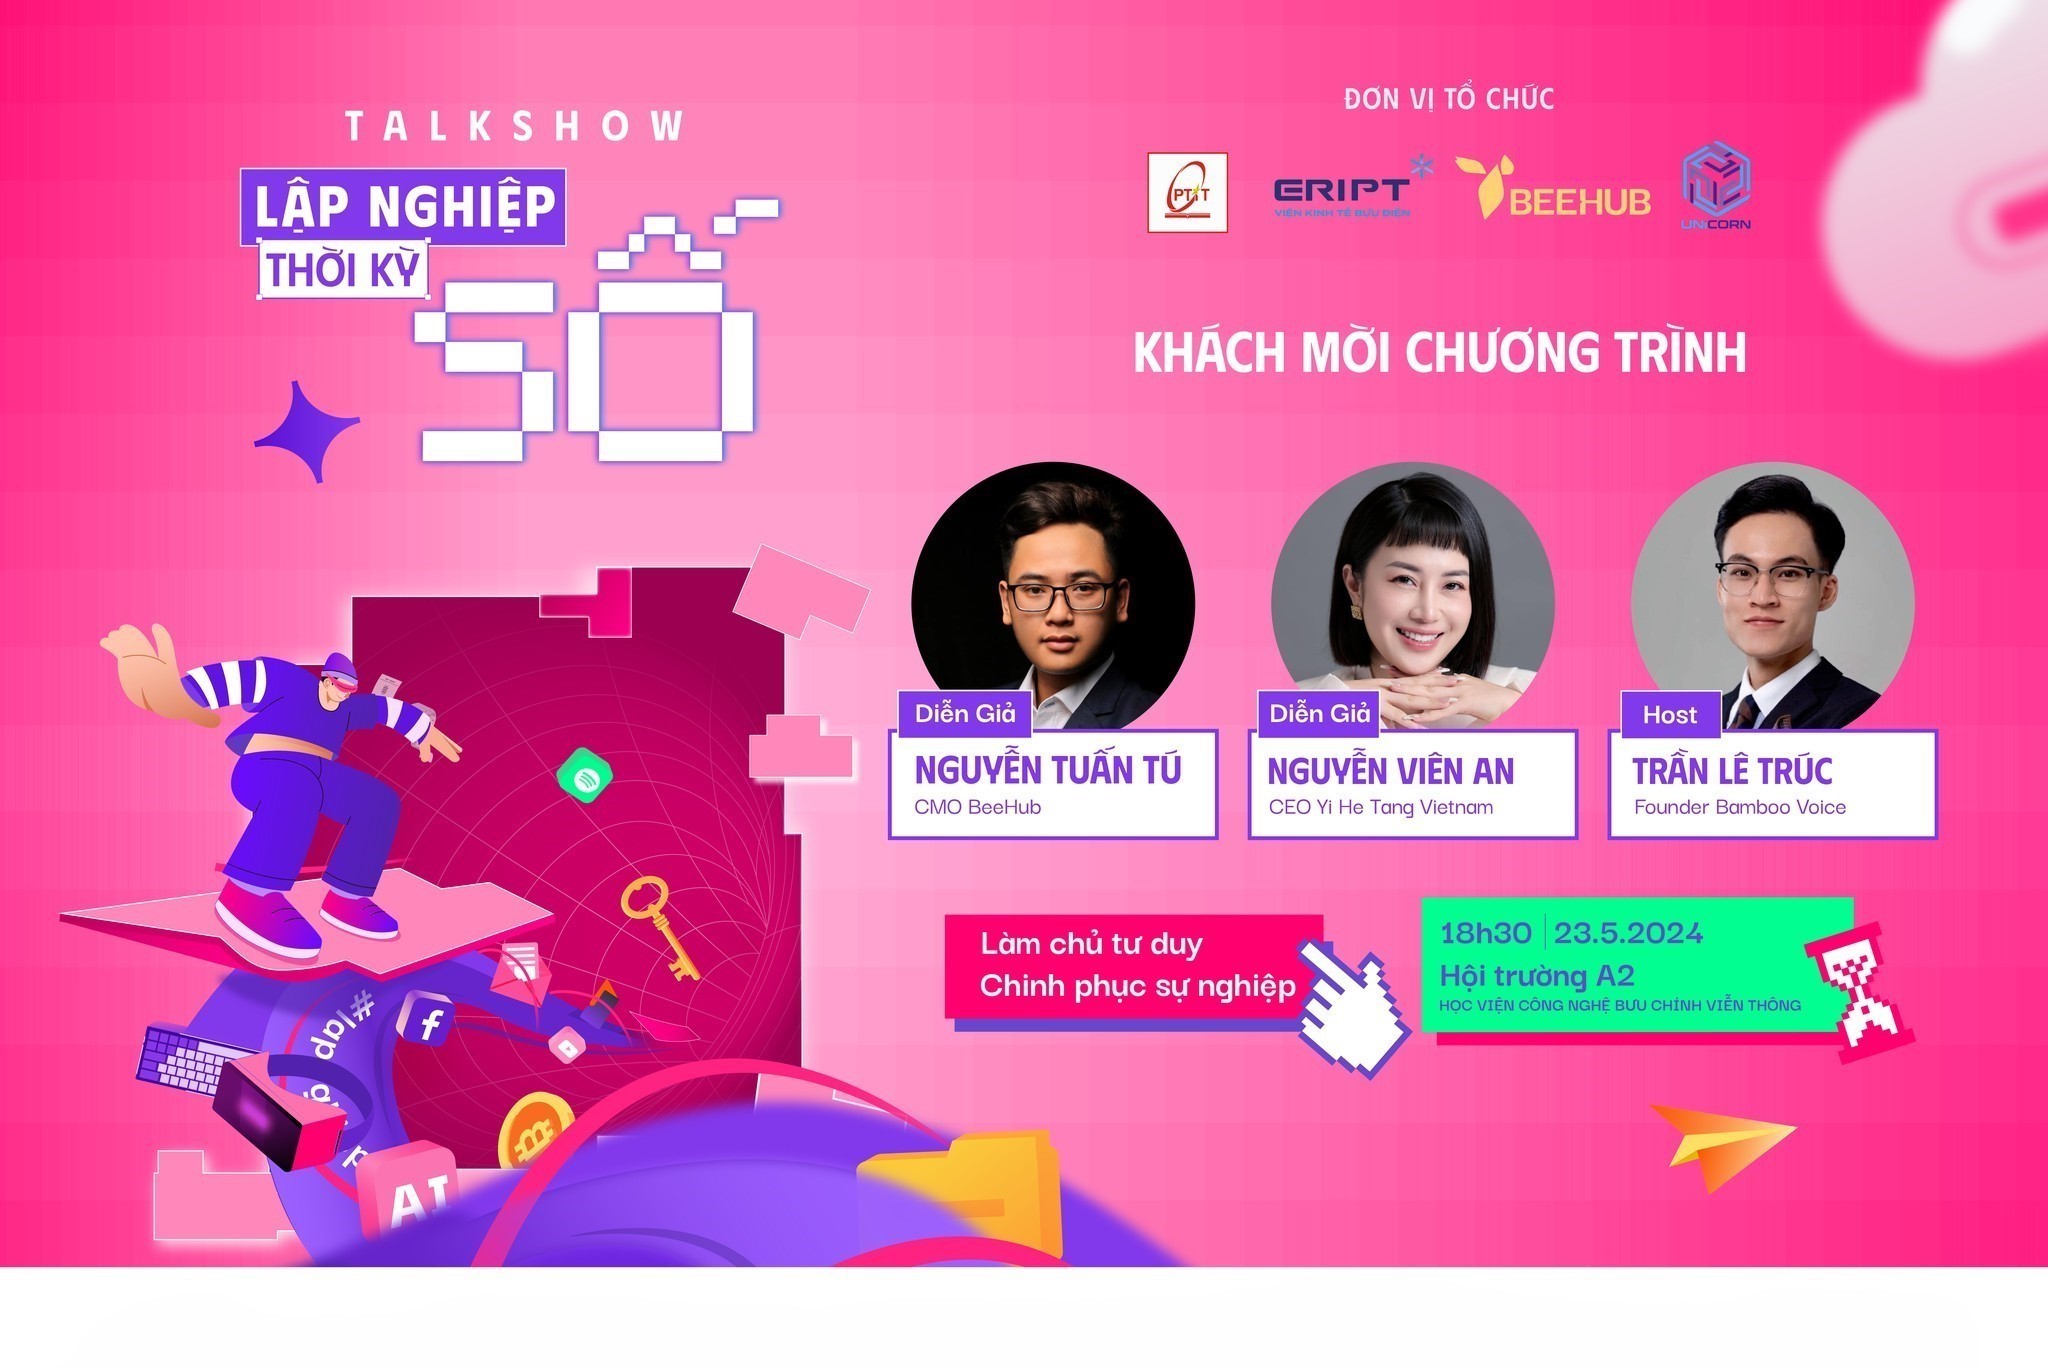 TALKSHOW
LẬP NGHIỆP
THỜI KỲ
SỐ
ĐƠN VỊ TỔ CHỨC
PTIT
ERIPT
VIỆN KINH TẾ BƯU ĐIỆN
BEEHUB
UNICORN
KHÁCH MỜI CHƯƠNG TRÌNH
Diễn Giả
NGUYỄN TUẤN TÚ
CMO BeeHub
Diễn Giả
NGUYỄN VIÊN AN
CEO Yi He Tang Vietnam
Host
TRẦN LÊ TRÚC
Founder Bamboo Voice
Làm chủ tư duy
Chinh phục sự nghiệp
18h30 | 23.5.2024
Hội trường A2
HỌC VIỆN CÔNG NGHỆ BƯU CHÍNH VIỄN THÔNG
f
AI